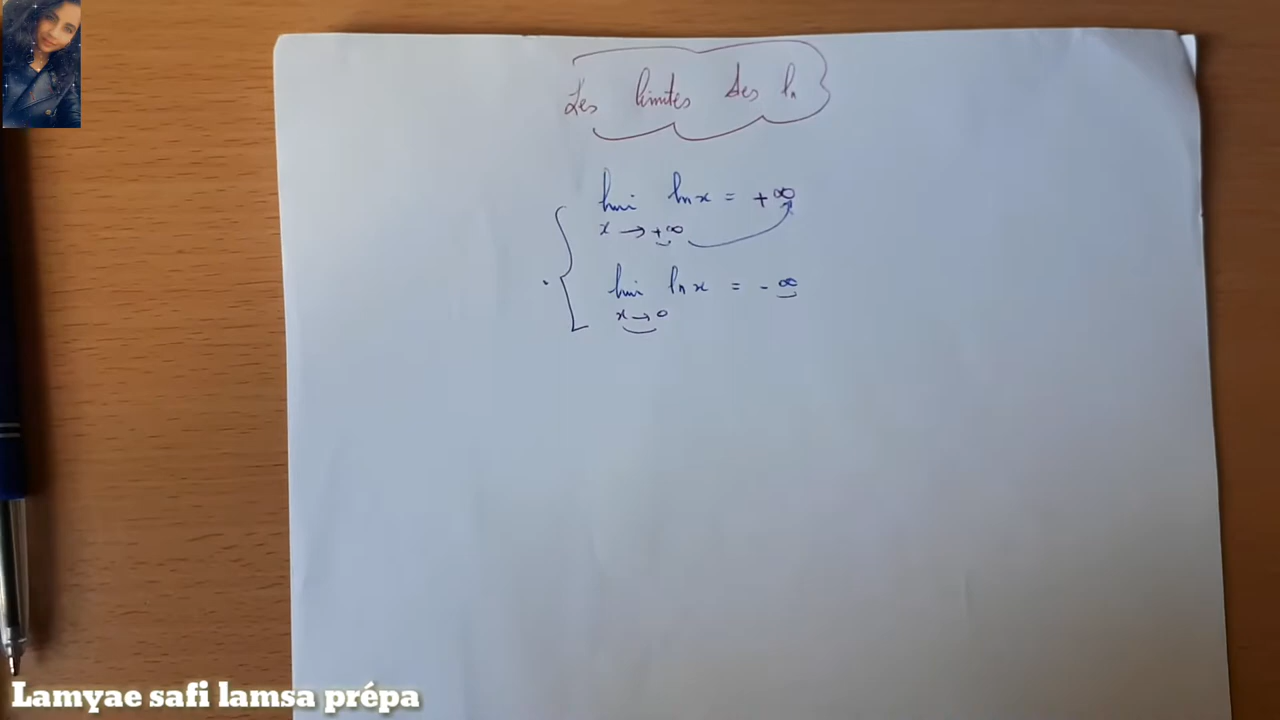 Les limites des ln
lim ln x = +∞
x → +∞
lim ln x = -∞
x → 0
Lamyae safi lamsa prépa